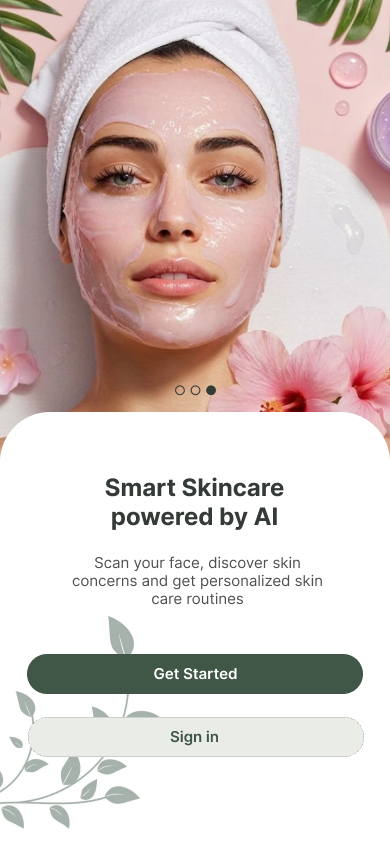 Smart Skincare
powered by AI
Scan your face, discover skin
concerns and get personalized skin
care routines
Get Started
Sign in